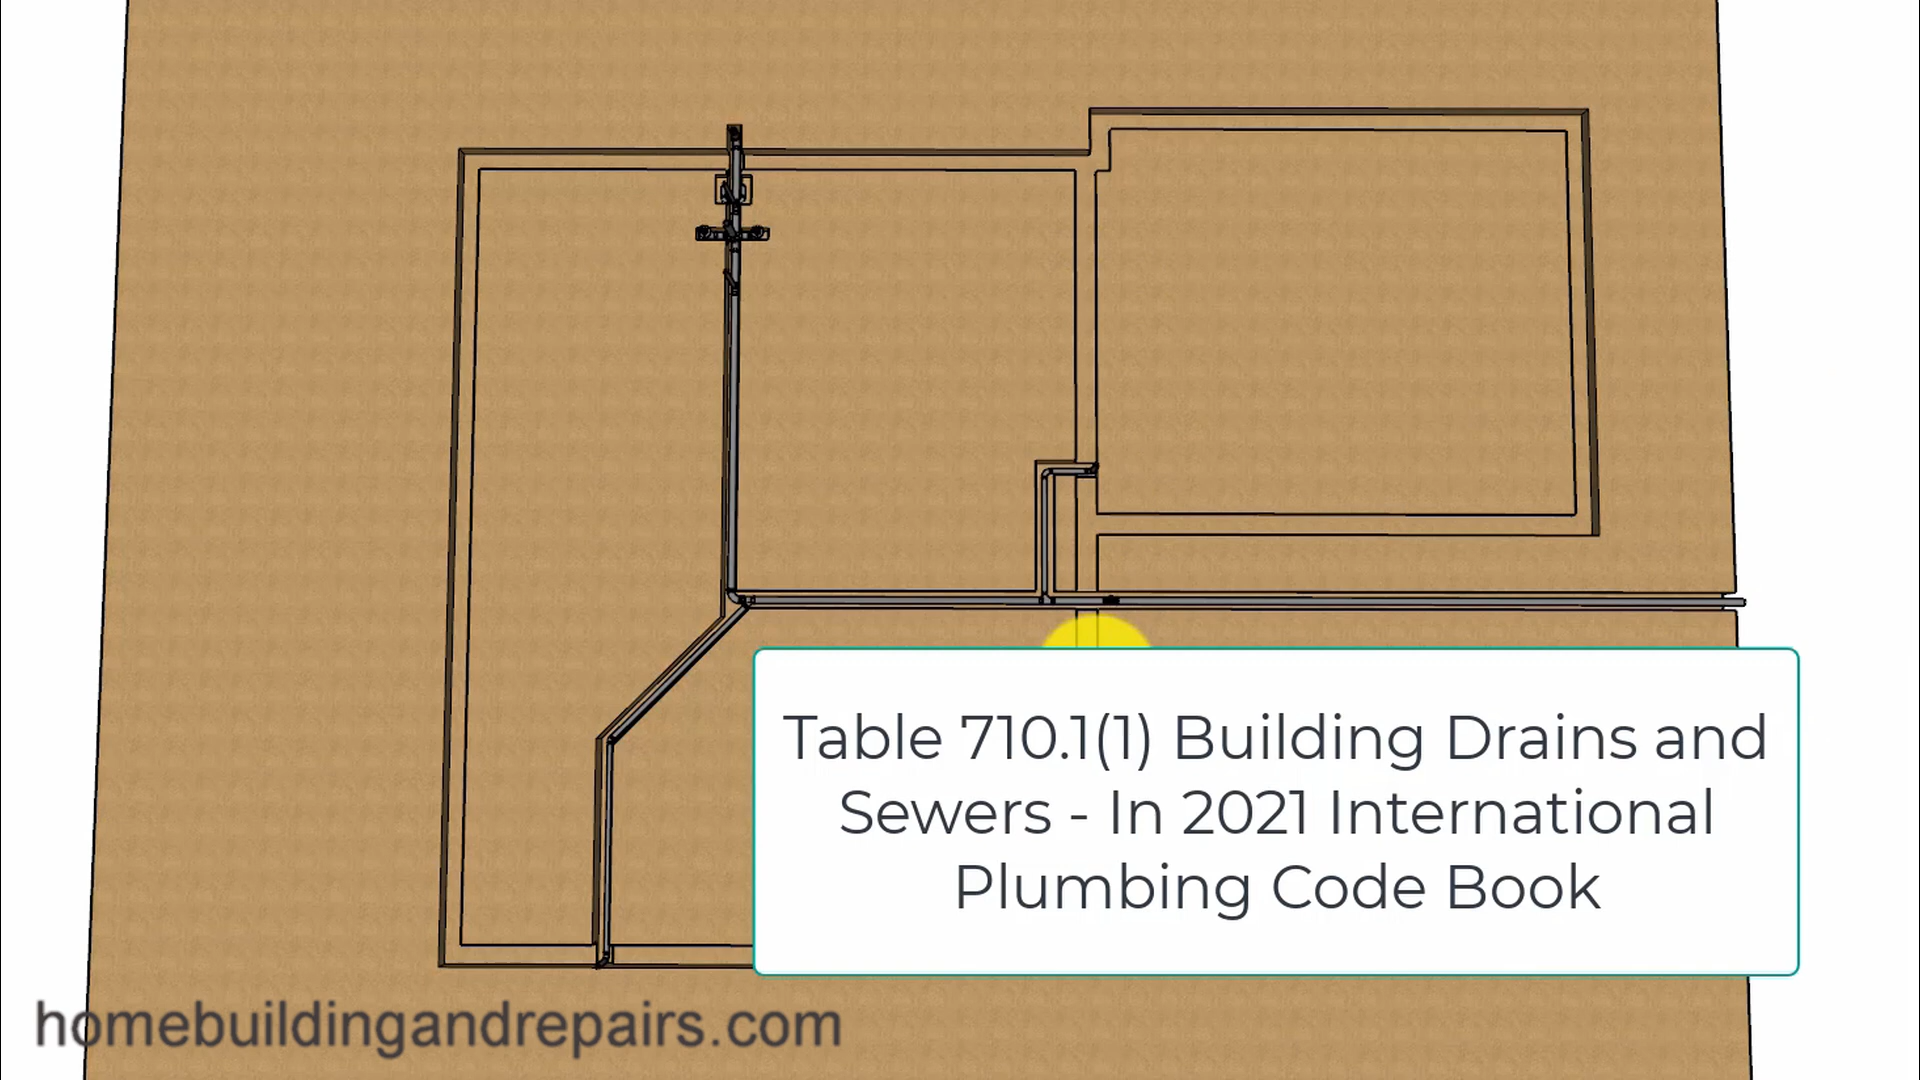 Table 710.1(1) Building Drains and
Sewers - In 2021 International
Plumbing Code Book
homebuildingandrepairs.com